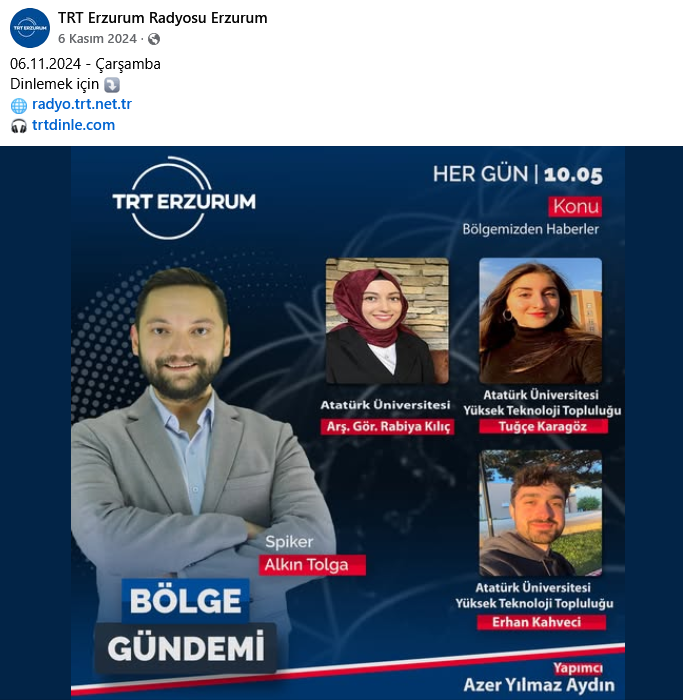 TRT ERZURUM
TRT Erzurum Radyosu Erzurum
6 Kasım 2024 ·
06.11.2024 - Çarşamba
Dinlemek için
radyo.trt.net.tr
trtdinle.com
TRT ERZURUM
HER GÜN | 10.05
Konu
Bölgemizden Haberler
Atatürk Üniversitesi
Arş. Gör. Rabiya Kılıç
Atatürk Üniversitesi
Yüksek Teknoloji Topluluğu
Tuğçe Karagöz
Atatürk Üniversitesi
Yüksek Teknoloji Topluluğu
Erhan Kahveci
Spiker
Alkın Tolga
BÖLGE
GÜNDEMİ
Yapımcı
Azer Yılmaz Aydın